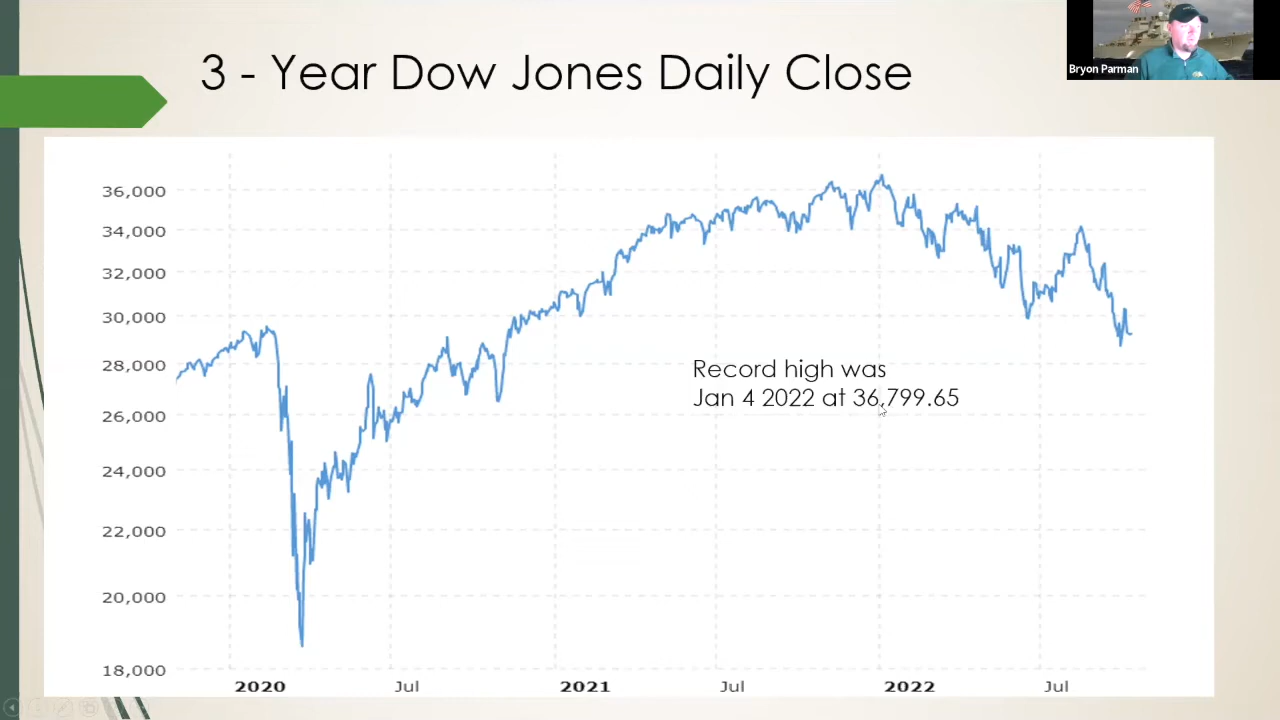 3 - Year Dow Jones Daily Close
Bryon Parman
36,000
34,000
32,000
30,000
28,000
26,000
24,000
22,000
20,000
18,000
Record high was
Jan 4 2022 at 36,799.65
2020 Jul 2021 Jul 2022 Jul